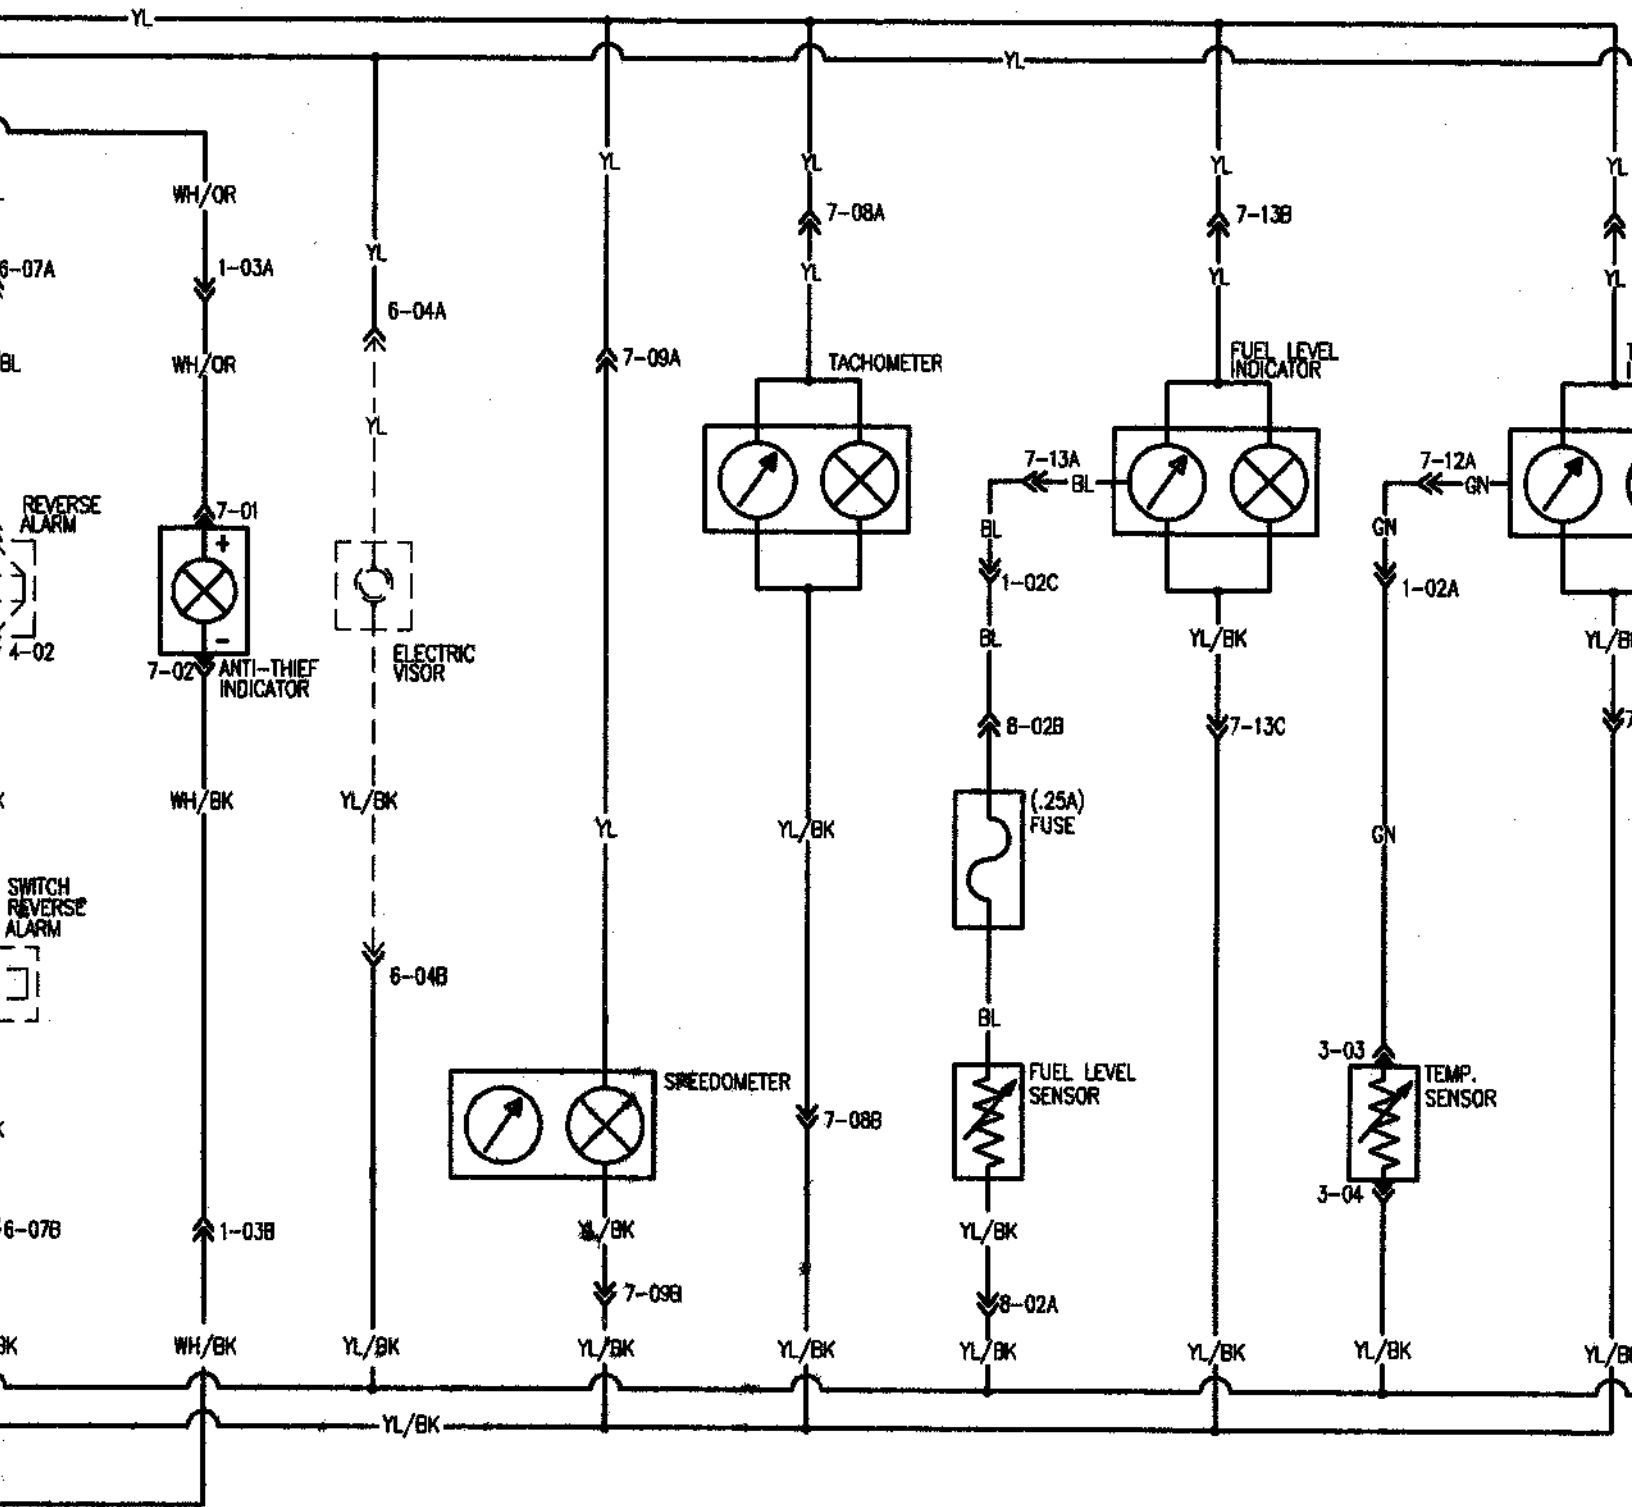 YL
YL
YL
YL
YL
YL
WH/OR
7-08A
7-13B
YL
6-07A
1-03A
YL
YL
YL
6-04A
BL
WH/OR
7-09A
TACHOMETER
FUEL LEVEL
INDICATOR
YL
7-13A
BL
7-12A
GN
REVERSE
ALARM
7-01
+
BL
GN
1-02C
1-02A
-
4-02
7-02
ANTI-THIEF
INDICATOR
ELECTRIC
VISOR
BL
YL/BK
YL/B
8-02B
7-13C
7
WH/BK
YL/BK
(.25A)
FUSE
YL
YL/BK
GN
SWITCH
REVERSE
ALARM
6-04B
BL
3-03
SPEEDOMETER
FUEL LEVEL
SENSOR
TEMP.
SENSOR
7-08B
3-04
6-07B
1-03B
YL/BK
YL/BK
7-09B
8-02A
BK
WH/BK
YL/BK
YL/BK
YL/BK
YL/BK
YL/BK
YL/BK
YL/B
YL/BK